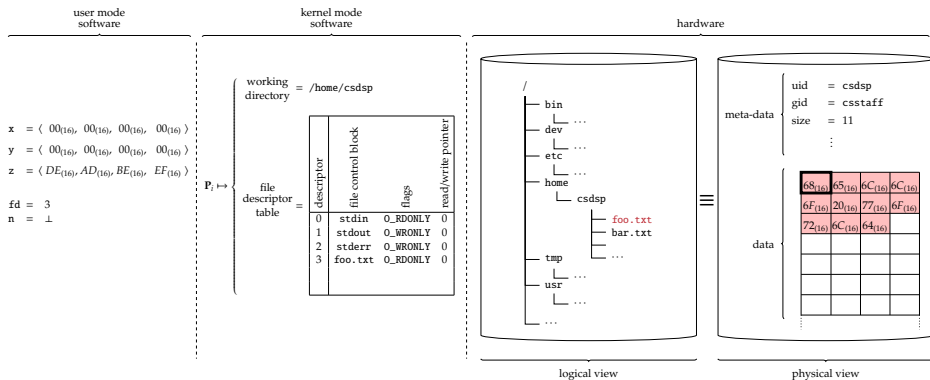 user mode
software
kernel mode
software
hardware
x = ⟨ 00(16), 00(16), 00(16), 00(16) ⟩
y = ⟨ 00(16), 00(16), 00(16), 00(16) ⟩
z = ⟨ DE(16), AD(16), BE(16), EF(16) ⟩
fd = 3
n = ⊥
Pi ↦
working
directory = /home/csdsp
file
descriptor
table =
descriptor file control block flags read/write pointer
0 stdin O_RDONLY 0
1 stdout O_WRONLY 0
2 stderr O_WRONLY 0
3 foo.txt O_RDONLY 0
/
bin
...
dev
...
etc
...
home
csdsp
foo.txt
bar.txt
...
tmp
...
usr
...
...
logical view
≡
meta-data
uid = csdsp
gid = csstaff
size = 11
⋮
data
68(16) 65(16) 6C(16) 6C(16)
6F(16) 20(16) 77(16) 6F(16)
72(16) 6C(16) 64(16)
physical view